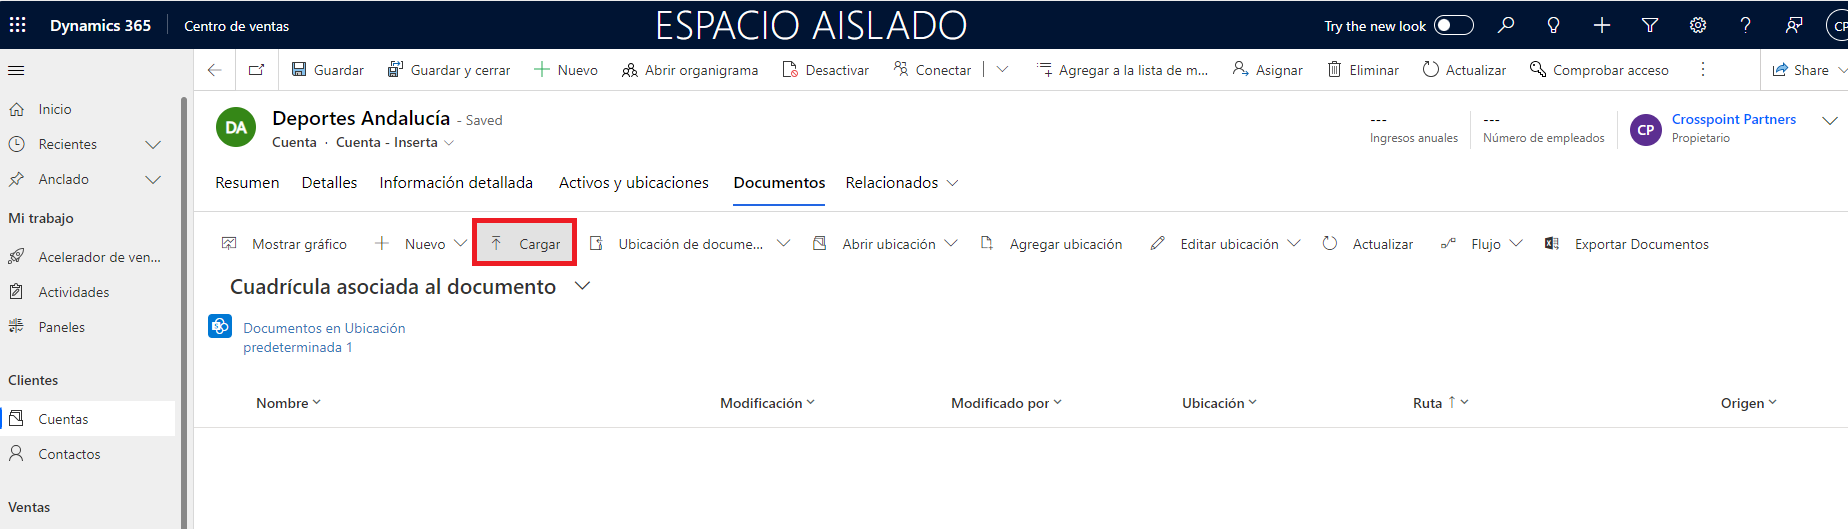 Dynamics 365 Centro de ventas ESPACIO AISLADO Try the new look CP
Guardar Guardar y cerrar Nuevo Abrir organigrama Desactivar Conectar Agregar a la lista de m... Asignar Eliminar Actualizar Comprobar acceso Share
Inicio
Recientes
Anclado
Mi trabajo
Acelerador de ven...
Actividades
Paneles
Clientes
Cuentas
Contactos
Ventas
DA
Deportes Andalucía - Saved
Cuenta · Cuenta - Inserta
---
Ingresos anuales
---
Número de empleados
CP
Crosspoint Partners
Propietario
Resumen Detalles Información detallada Activos y ubicaciones Documentos Relacionados
Mostrar gráfico Nuevo Cargar Ubicación de docume... Abrir ubicación Agregar ubicación Editar ubicación Actualizar Flujo Exportar Documentos
Cuadrícula asociada al documento
Documentos en Ubicación
predeterminada 1
Nombre Modificación Modificado por Ubicación Ruta ↑ Origen